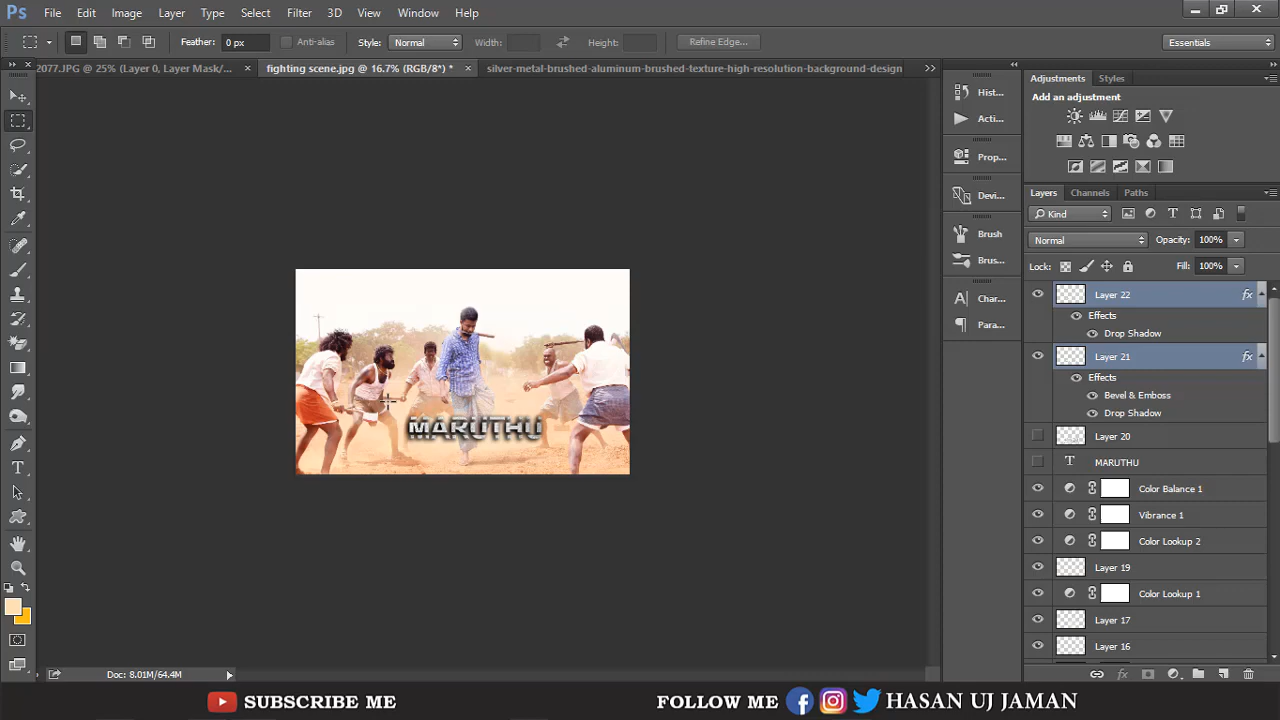 Ps File Edit Image Layer Type Select Filter 3D View Window Help
Feather: 0 px Anti-alias Style: Normal Width: Height: Refine Edge... Essentials
2077.JPG @ 25% (Layer 0, Layer Mask/... × fighting scene.jpg @ 16.7% (RGB/8*) * × silver-metal-brushed-aluminum-brushed-texture-high-resolution-background-design
Hist...
Acti...
Prop...
Devi...
Brush
Brus...
Char...
Para...
Adjustments Styles
Add an adjustment
Layers Channels Paths
Kind
Normal Opacity: 100%
Lock: Fill: 100%
Layer 22 fx
Effects
Drop Shadow
Layer 21 fx
Effects
Bevel & Emboss
Drop Shadow
Layer 20
T MARUTHU
Color Balance 1
Vibrance 1
Color Lookup 2
Layer 19
Color Lookup 1
Layer 17
Layer 16
MARUTHU
Doc: 8.01M/64.4M
SUBSCRIBE ME FOLLOW ME HASAN UJ JAMAN